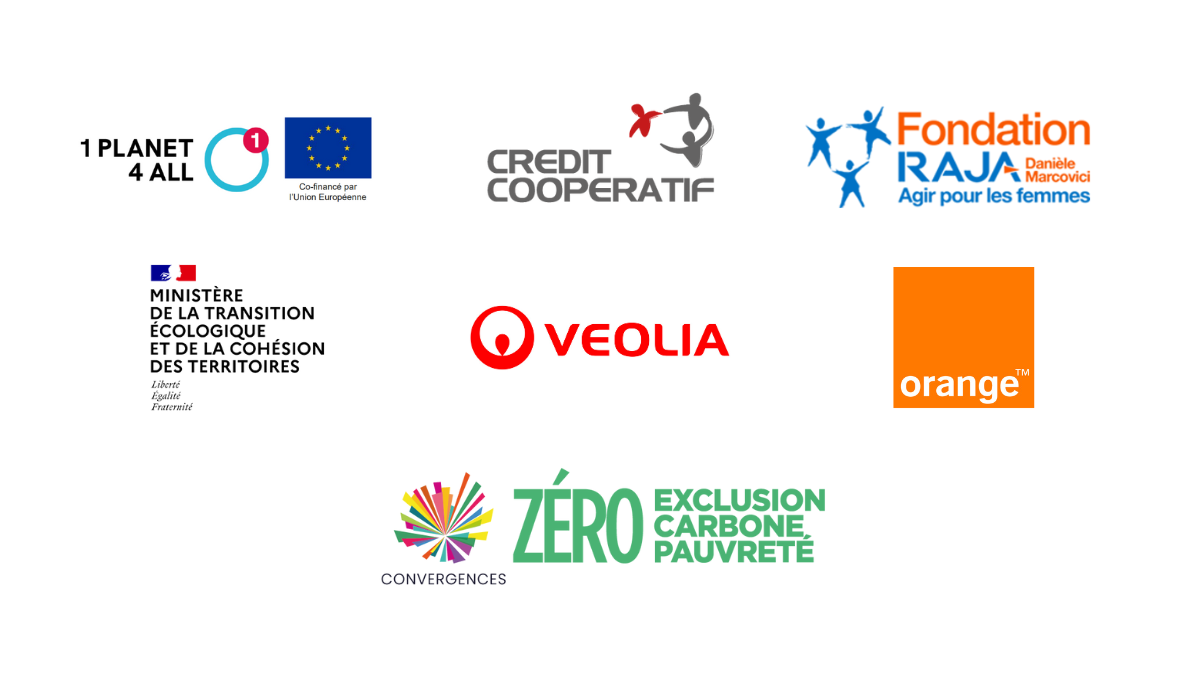 1 PLANET
4 ALL
1
Co-financé par
l'Union Européenne
CREDIT
COOPERATIF
Fondation
RAJA Danièle
Marcovici
Agir pour les femmes
MINISTÈRE
DE LA TRANSITION
ÉCOLOGIQUE
ET DE LA COHÉSION
DES TERRITOIRES
Liberté
Égalité
Fraternité
VEOLIA
orange™
CONVERGENCES
ZÉRO
EXCLUSION
CARBONE
PAUVRETÉ